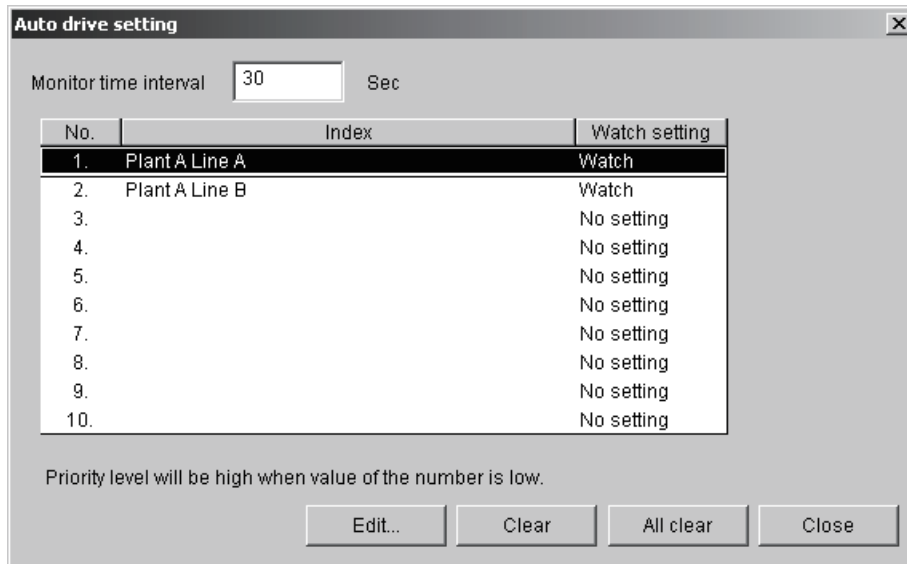 Auto drive setting
Monitor time interval 30 Sec
No. Index Watch setting
1. Plant A Line A Watch
2. Plant A Line B Watch
3. No setting
4. No setting
5. No setting
6. No setting
7. No setting
8. No setting
9. No setting
10. No setting
Priority level will be high when value of the number is low.
Edit... Clear All clear Close